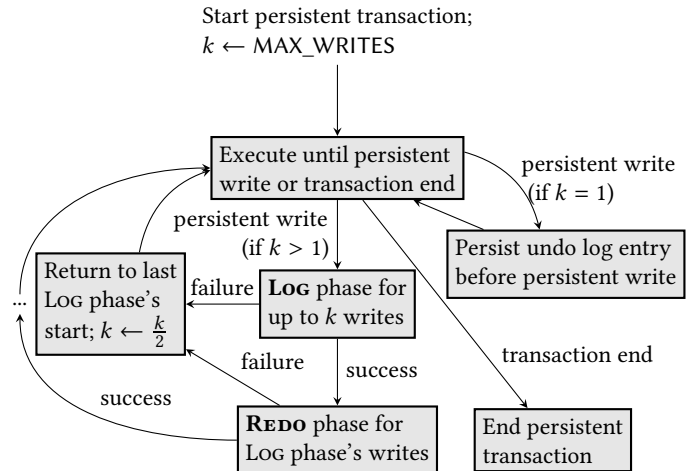 Start persistent transaction;
k ← MAX_WRITES
Execute until persistent
write or transaction end
persistent write
(if k = 1)
persistent write
(if k > 1)
Persist undo log entry
before persistent write
Return to last
LOG phase's
start; k ← k/2
failure
LOG phase for
up to k writes
...
failure
success
transaction end
success
REDO phase for
LOG phase's writes
End persistent
transaction